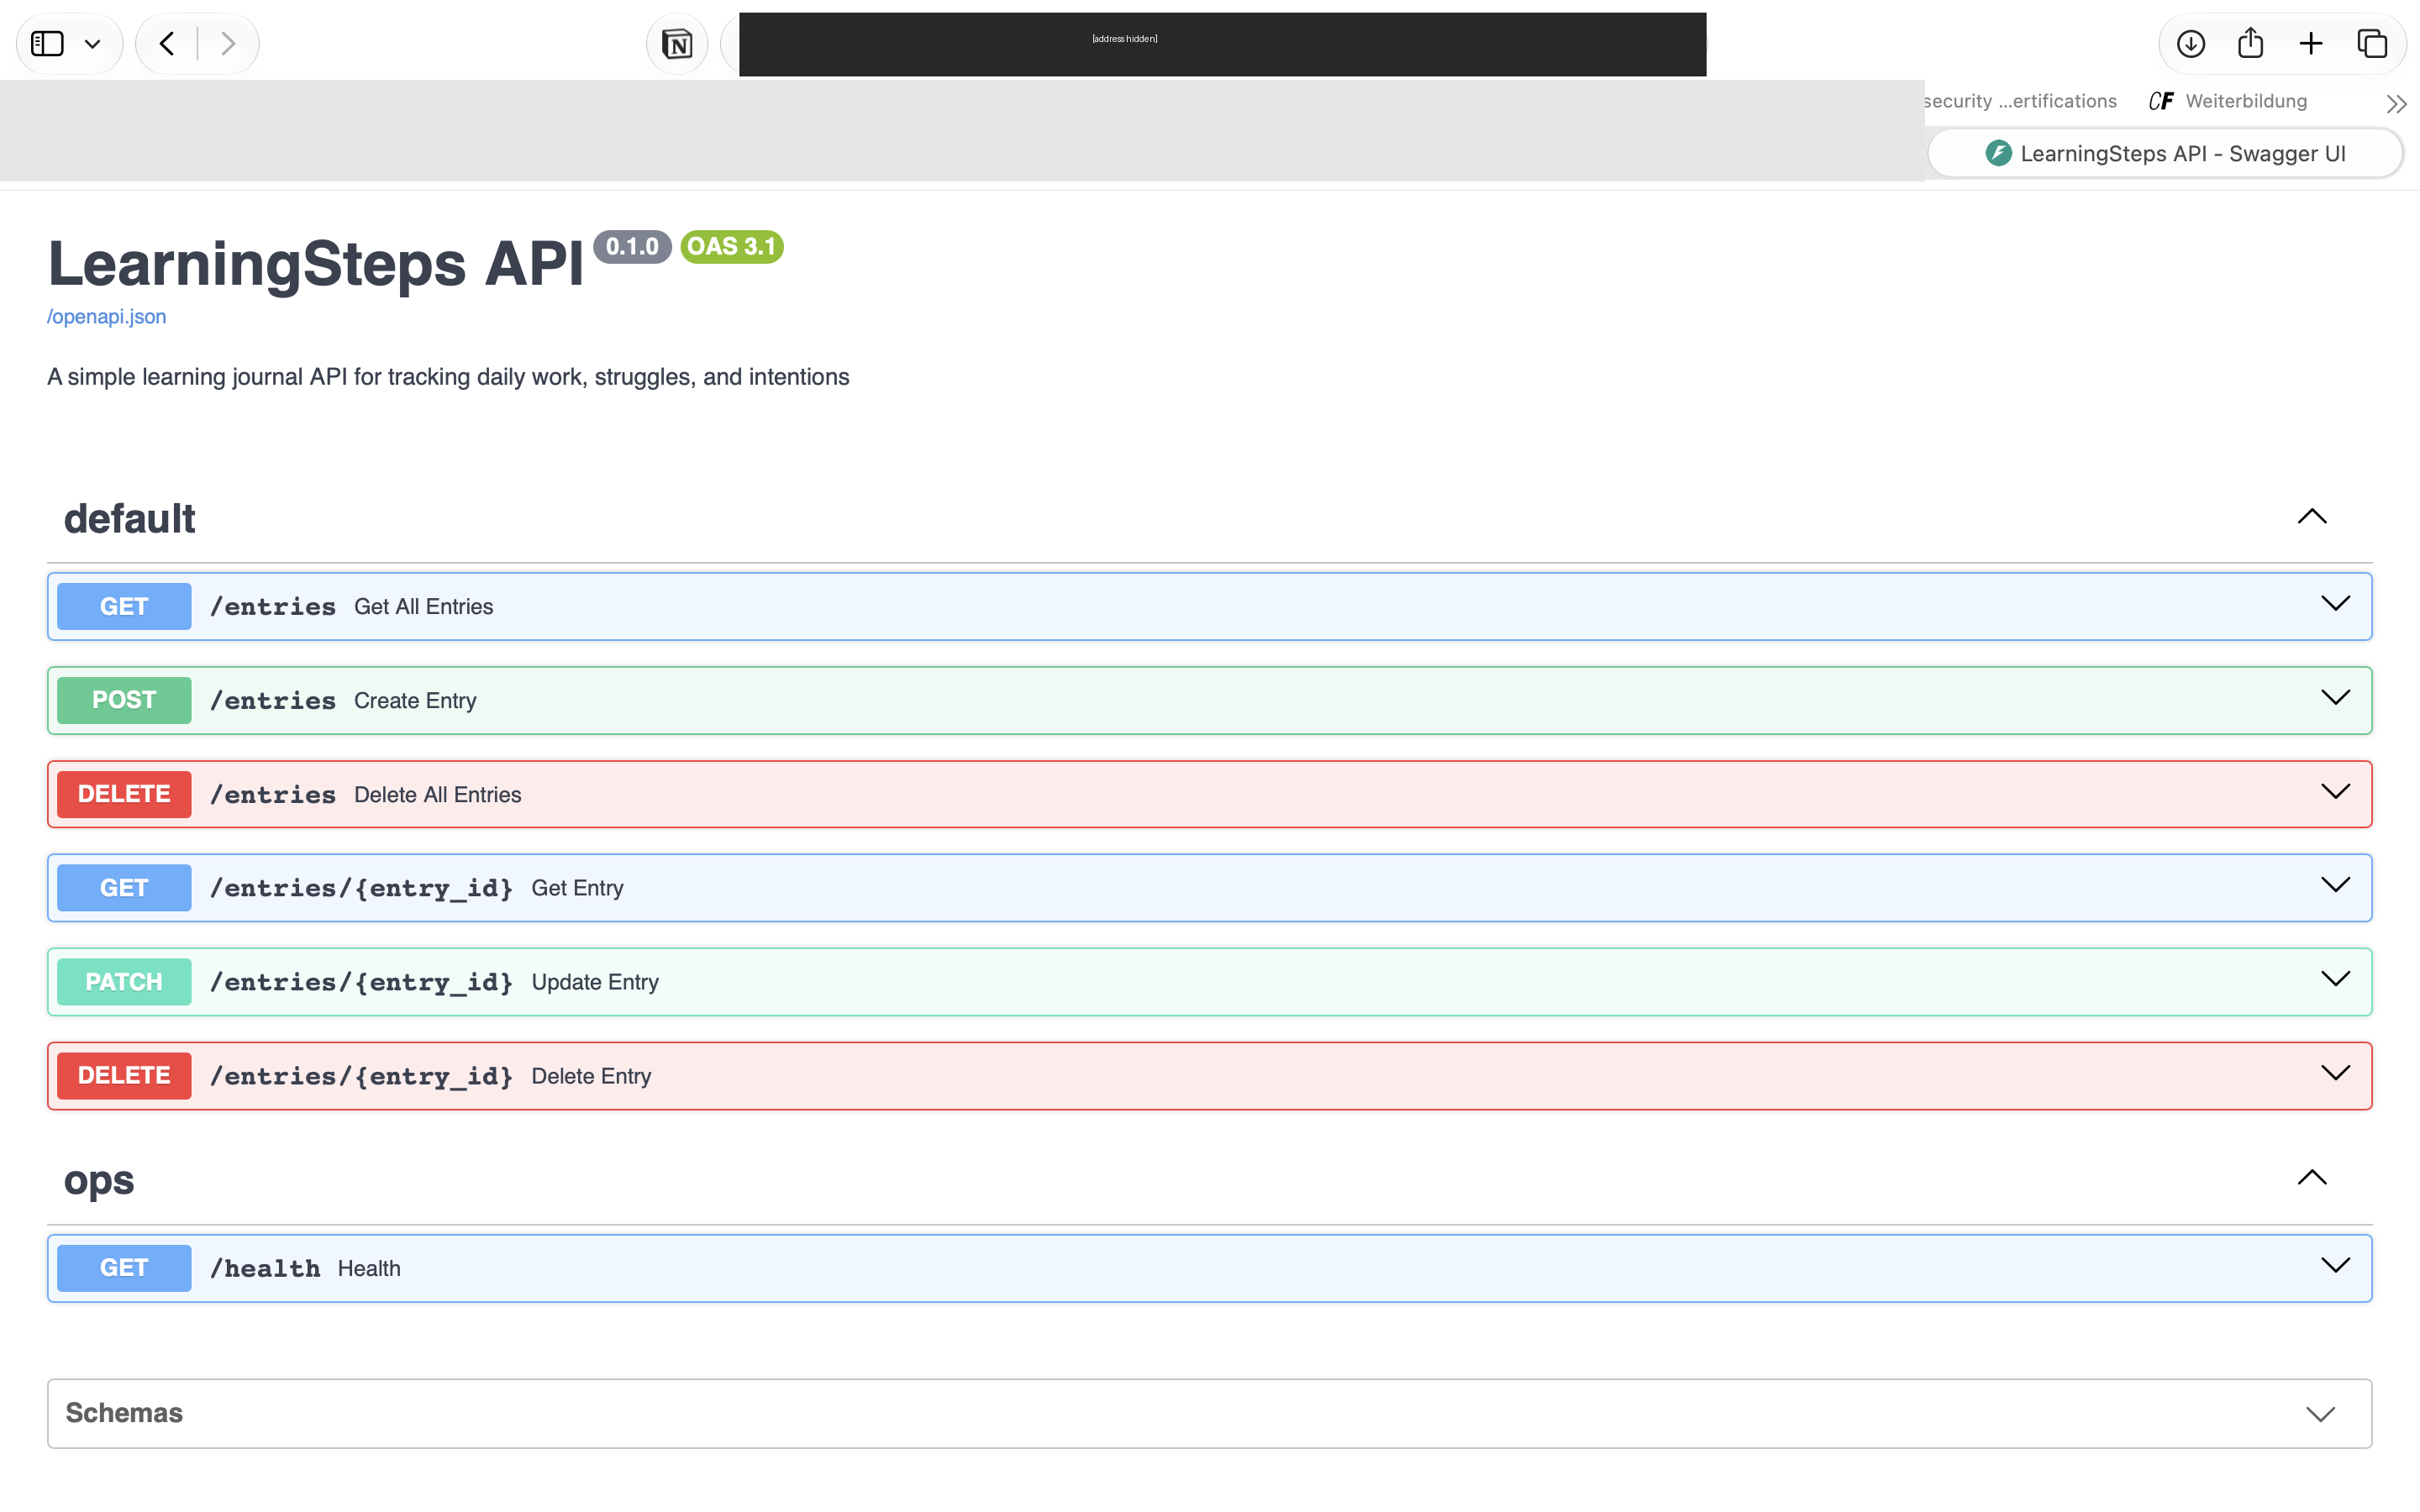 [address hidden]
security ...ertifications CF Weiterbildung
LearningSteps API - Swagger UI
LearningSteps API 0.1.0 OAS 3.1
/openapi.json
A simple learning journal API for tracking daily work, struggles, and intentions
default
GET /entries Get All Entries
POST /entries Create Entry
DELETE /entries Delete All Entries
GET /entries/{entry_id} Get Entry
PATCH /entries/{entry_id} Update Entry
DELETE /entries/{entry_id} Delete Entry
ops
GET /health Health
Schemas